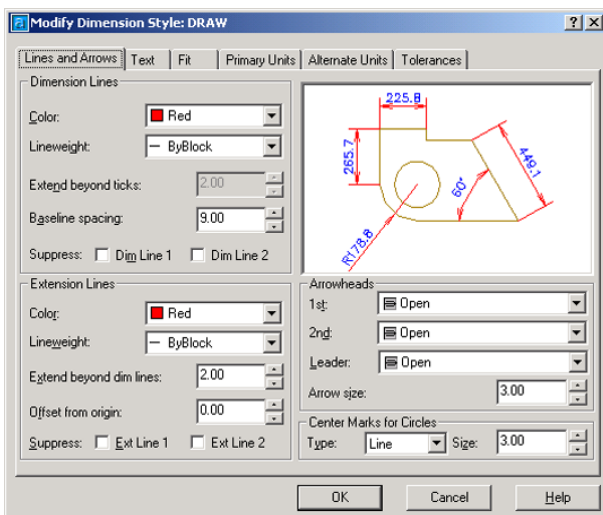 Modify Dimension Style: DRAW
Lines and Arrows Text Fit Primary Units Alternate Units Tolerances
Dimension Lines
Color: Red
Lineweight: ByBlock
Extend beyond ticks: 2.00
Baseline spacing: 9.00
Suppress: Dim Line 1 Dim Line 2
225.8
265.7
449.1
60°
R178.8
Extension Lines
Color: Red
Lineweight: ByBlock
Extend beyond dim lines: 2.00
Offset from origin: 0.00
Suppress: Ext Line 1 Ext Line 2
Arrowheads
1st: Open
2nd: Open
Leader: Open
Arrow size: 3.00
Center Marks for Circles
Type: Line Size: 3.00
OK Cancel Help